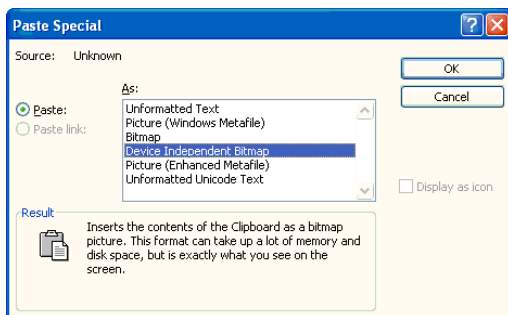 Paste Special
Source: Unknown
As:
Paste:
Paste link:
Unformatted Text
Picture (Windows Metafile)
Bitmap
Device Independent Bitmap
Picture (Enhanced Metafile)
Unformatted Unicode Text
OK
Cancel
Display as icon
Result
Inserts the contents of the Clipboard as a bitmap
picture. This format can take up a lot of memory and
disk space, but is exactly what you see on the
screen.